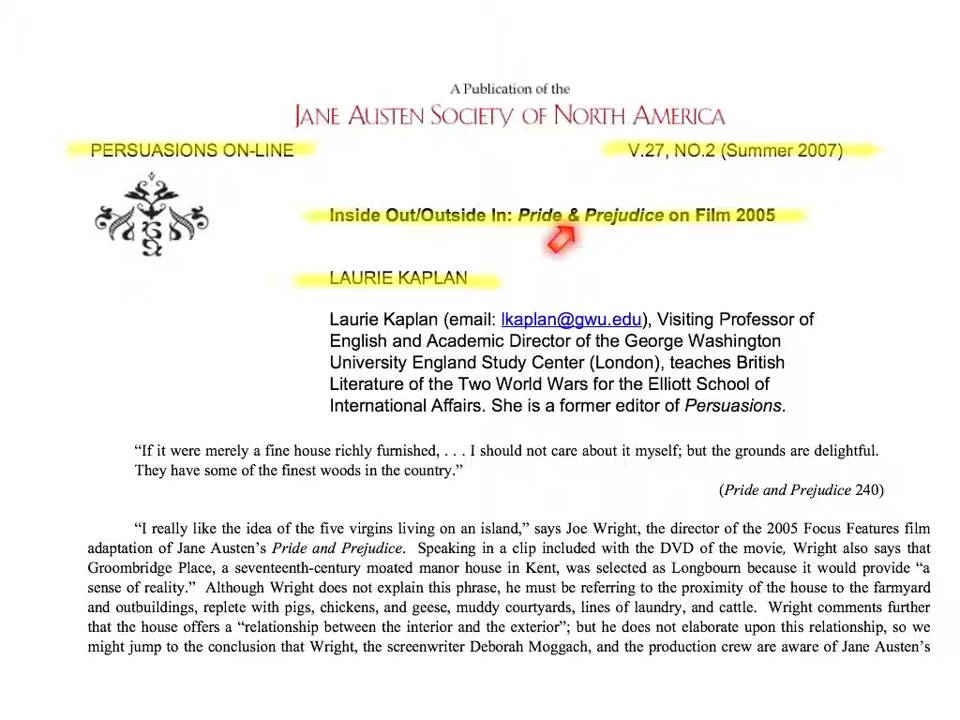 A Publication of the
JANE AUSTEN SOCIETY OF NORTH AMERICA
PERSUASIONS ON-LINE V.27, NO.2 (Summer 2007)
Inside Out/Outside In: Pride & Prejudice on Film 2005
LAURIE KAPLAN
Laurie Kaplan (email: lkaplan@gwu.edu), Visiting Professor of
English and Academic Director of the George Washington
University England Study Center (London), teaches British
Literature of the Two World Wars for the Elliott School of
International Affairs. She is a former editor of Persuasions.
“If it were merely a fine house richly furnished, . . . I should not care about it myself; but the grounds are delightful.
They have some of the finest woods in the country.”
(Pride and Prejudice 240)
“I really like the idea of the five virgins living on an island,” says Joe Wright, the director of the 2005 Focus Features film
adaptation of Jane Austen’s Pride and Prejudice. Speaking in a clip included with the DVD of the movie, Wright also says that
Groombridge Place, a seventeenth-century moated manor house in Kent, was selected as Longbourn because it would provide “a
sense of reality.” Although Wright does not explain this phrase, he must be referring to the proximity of the house to the farmyard
and outbuildings, replete with pigs, chickens, and geese, muddy courtyards, lines of laundry, and cattle. Wright comments further
that the house offers a “relationship between the interior and the exterior”; but he does not elaborate upon this relationship, so we
might jump to the conclusion that Wright, the screenwriter Deborah Moggach, and the production crew are aware of Jane Austen’s